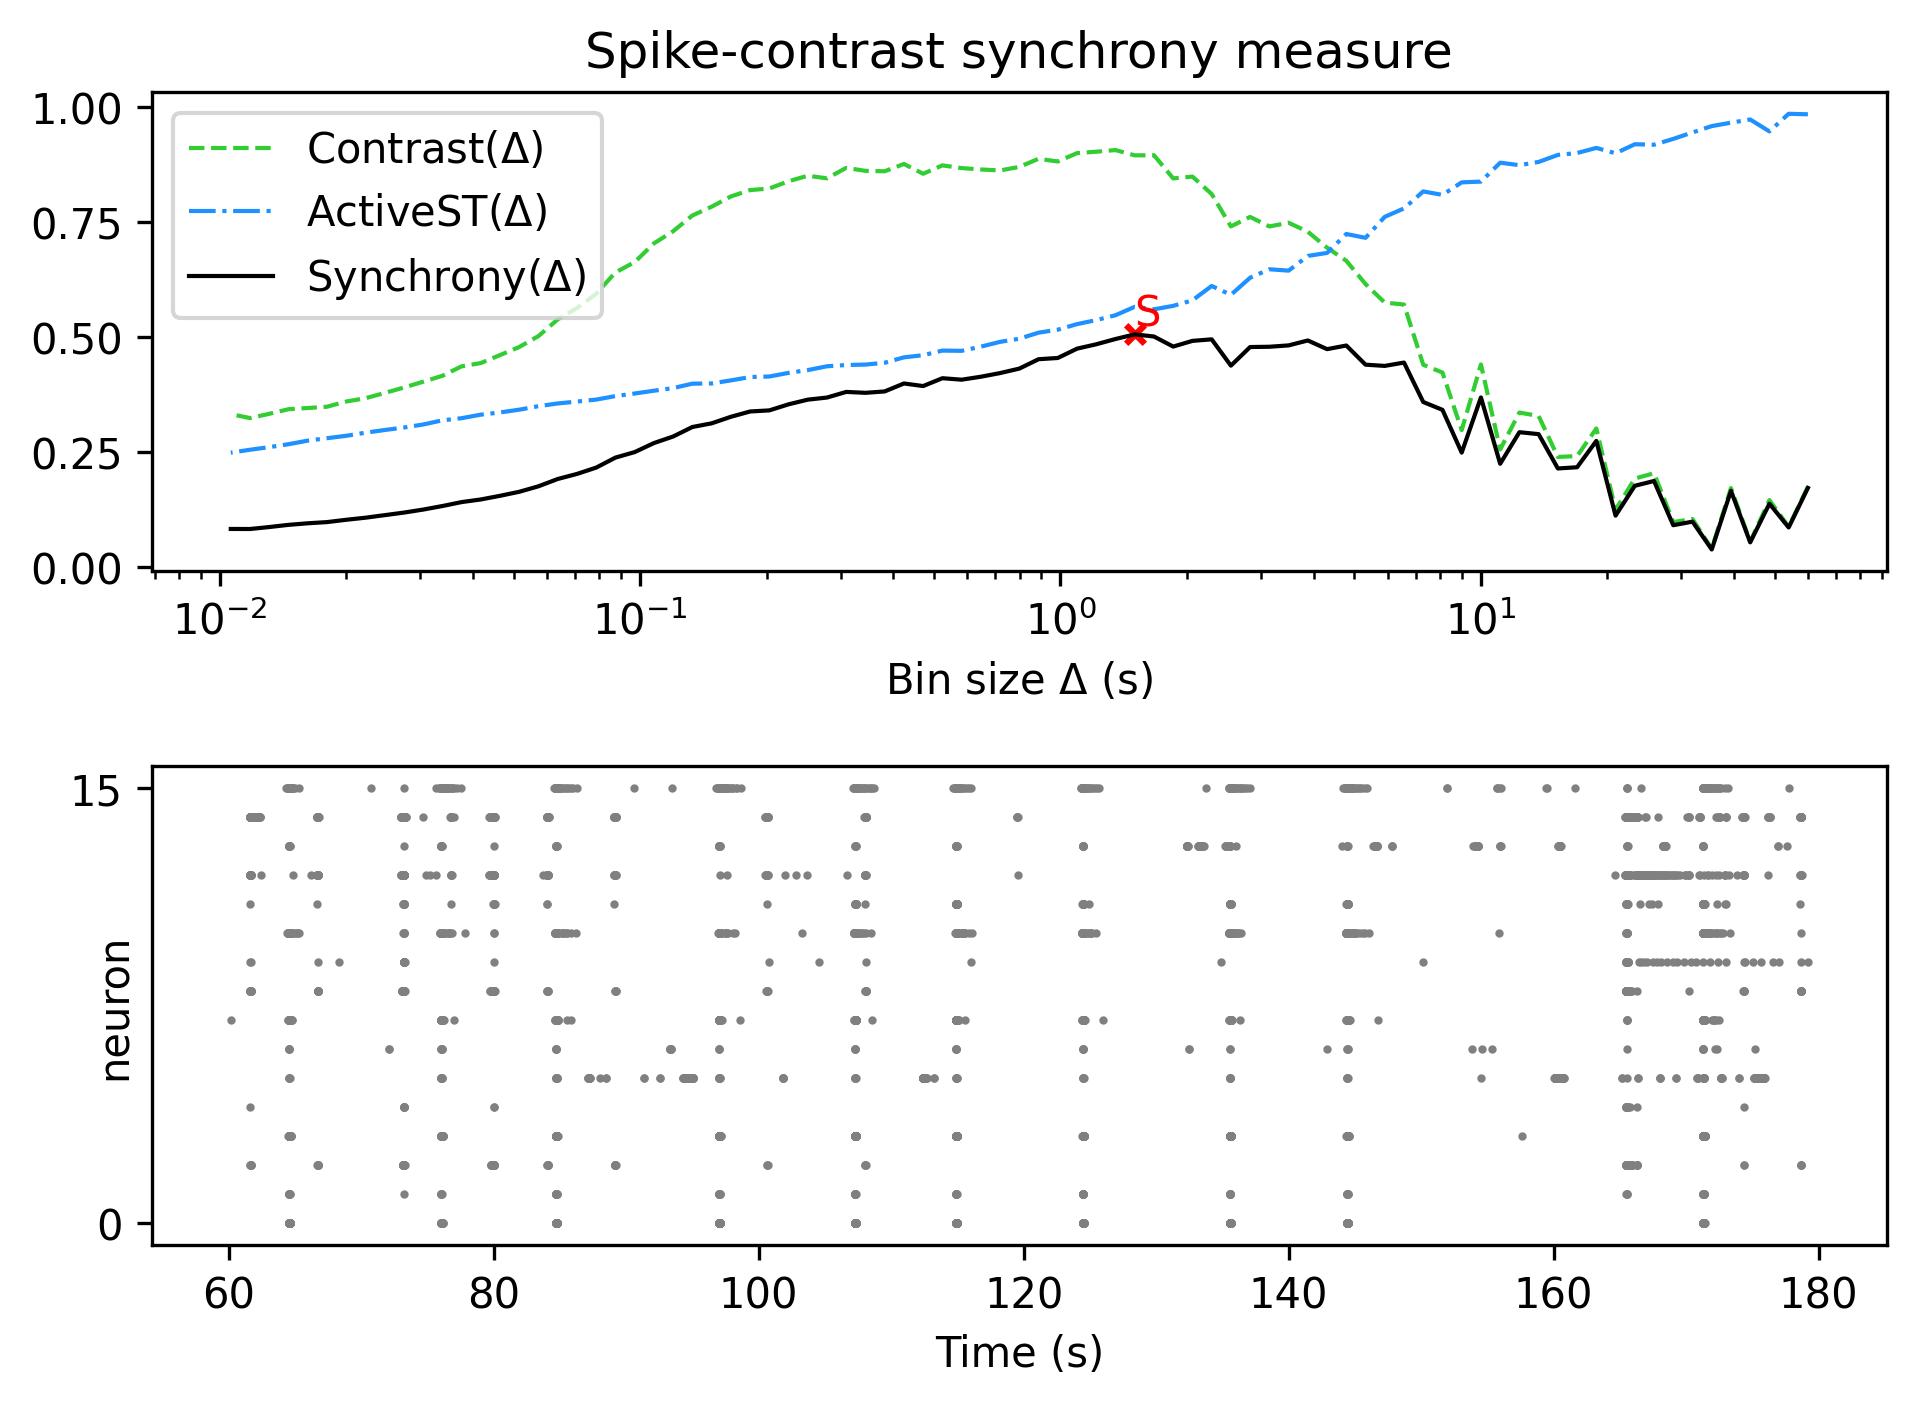 Spike-contrast synchrony measure
1.00
0.75
0.50
0.25
0.00
Contrast(Δ)
ActiveST(Δ)
Synchrony(Δ)
S
10⁻² 10⁻¹ 10⁰ 10¹
Bin size Δ (s)
15
0
neuron
60 80 100 120 140 160 180
Time (s)